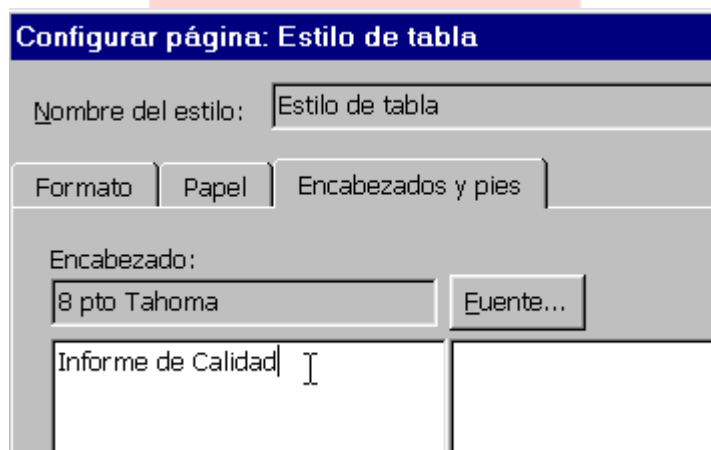 Configurar página: Estilo de tabla
Nombre del estilo: Estilo de tabla
Formato Papel Encabezados y pies
Encabezado:
8 pto Tahoma Fuente...
Informe de Calidad